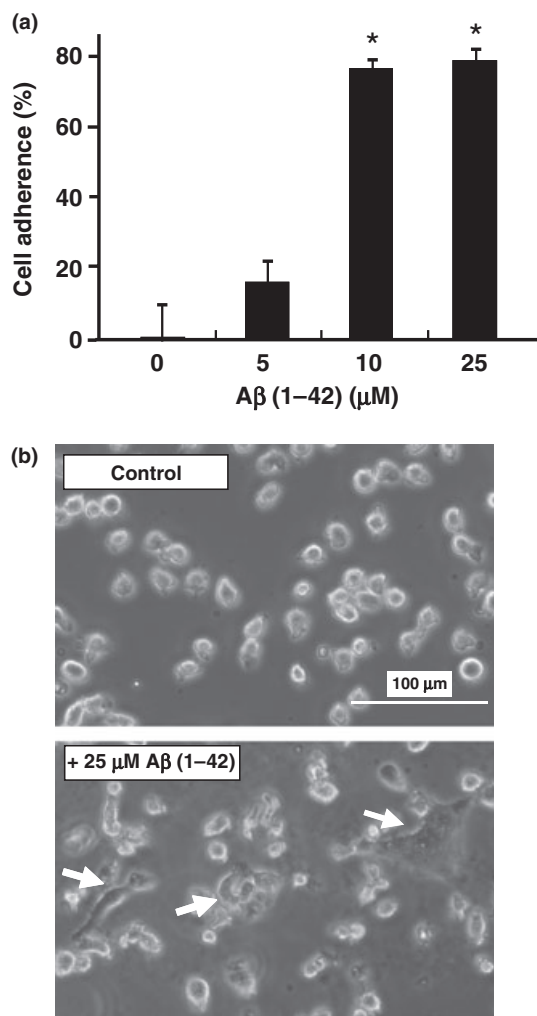 (a)
Cell adherence (%)
80
60
40
20
0
* *
0 5 10 25
Aβ (1–42) (μM)
(b)
Control
100 μm
+ 25 μM Aβ (1–42)